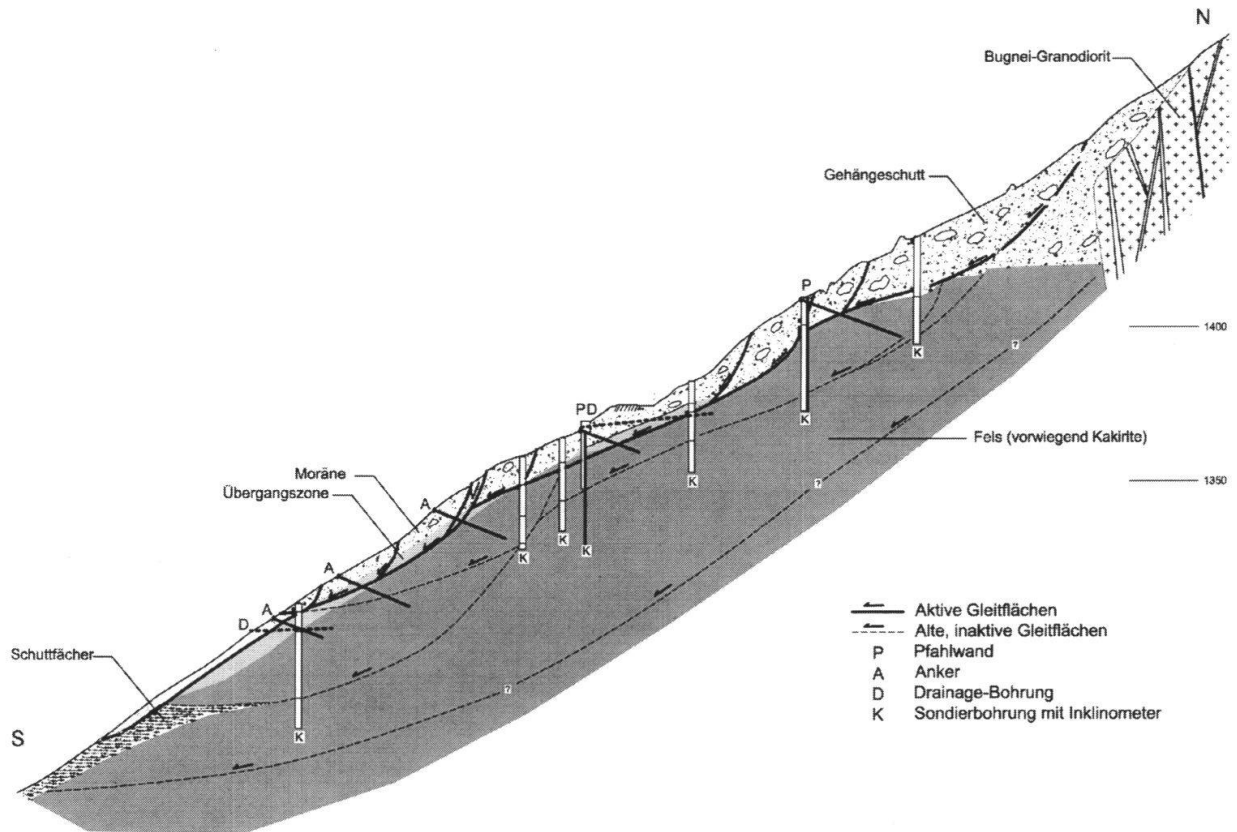 N
Bugnei-Granodiorit
Gehängeschutt
P
1400
K
K
Fels (vorwiegend Kakirite)
?
PD
K
?
1350
Moräne
Übergangszone
A
K
K
K
A
A
D
Schuttfächer
?
K
S
Aktive Gleitflächen
Alte, inaktive Gleitflächen
P Pfahlwand
A Anker
D Drainage-Bohrung
K Sondierbohrung mit Inklinometer